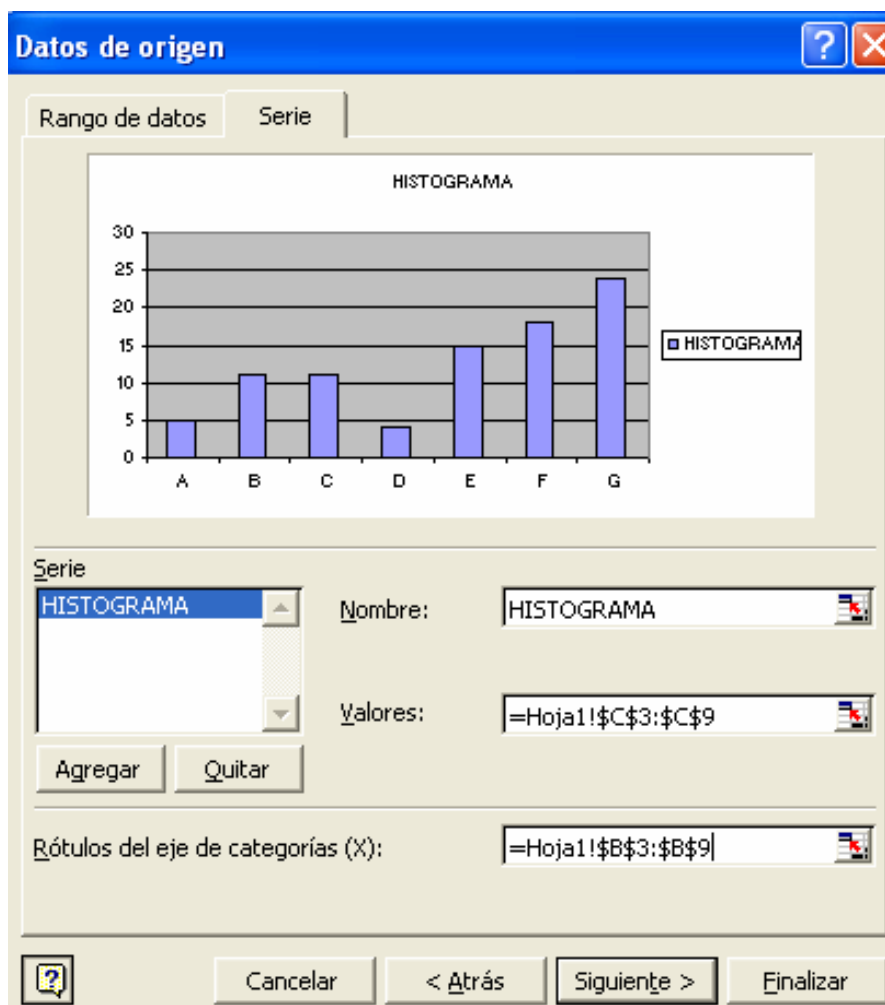 Datos de origen
Rango de datos
Serie
HISTOGRAMA
30
25
20
15
10
5
0
A B C D E F G
HISTOGRAMA
Serie
HISTOGRAMA
Nombre:
HISTOGRAMA
Valores:
=Hoja1!$C$3:$C$9
Agregar
Quitar
Rótulos del eje de categorías (X):
=Hoja1!$B$3:$B$9
Cancelar
< Atrás
Siguiente >
Finalizar